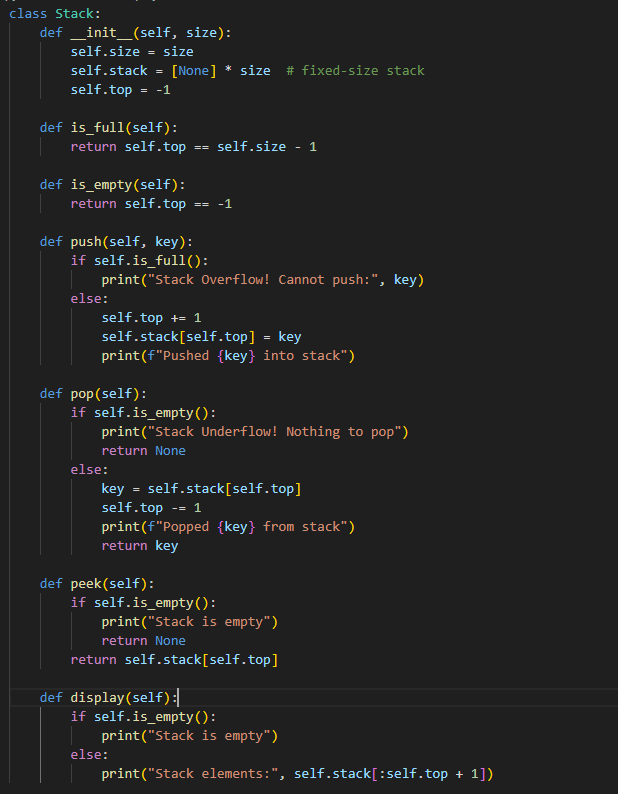 class Stack:
    def __init__(self, size):
        self.size = size
        self.stack = [None] * size  # fixed-size stack
        self.top = -1

    def is_full(self):
        return self.top == self.size - 1

    def is_empty(self):
        return self.top == -1

    def push(self, key):
        if self.is_full():
            print("Stack Overflow! Cannot push:", key)
        else:
            self.top += 1
            self.stack[self.top] = key
            print(f"Pushed {key} into stack")

    def pop(self):
        if self.is_empty():
            print("Stack Underflow! Nothing to pop")
            return None
        else:
            key = self.stack[self.top]
            self.top -= 1
            print(f"Popped {key} from stack")
            return key

    def peek(self):
        if self.is_empty():
            print("Stack is empty")
            return None
        return self.stack[self.top]

    def display(self):
        if self.is_empty():
            print("Stack is empty")
        else:
            print("Stack elements:", self.stack[:self.top + 1])